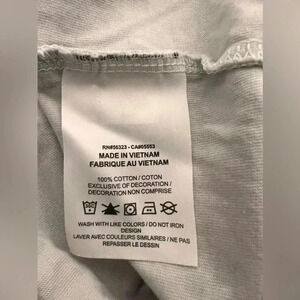 RN#56323 - CA#05553
MADE IN VIETNAM
FABRIQUE AU VIETNAM
100% COTTON / COTON
EXCLUSIVE OF DECORATION /
DECORATION NON COMPRISE
WASH WITH LIKE COLORS / DO NOT IRON
DESIGN
LAVER AVEC COULEURS SIMILAIRES / NE PAS
REPASSER LE DESSIN